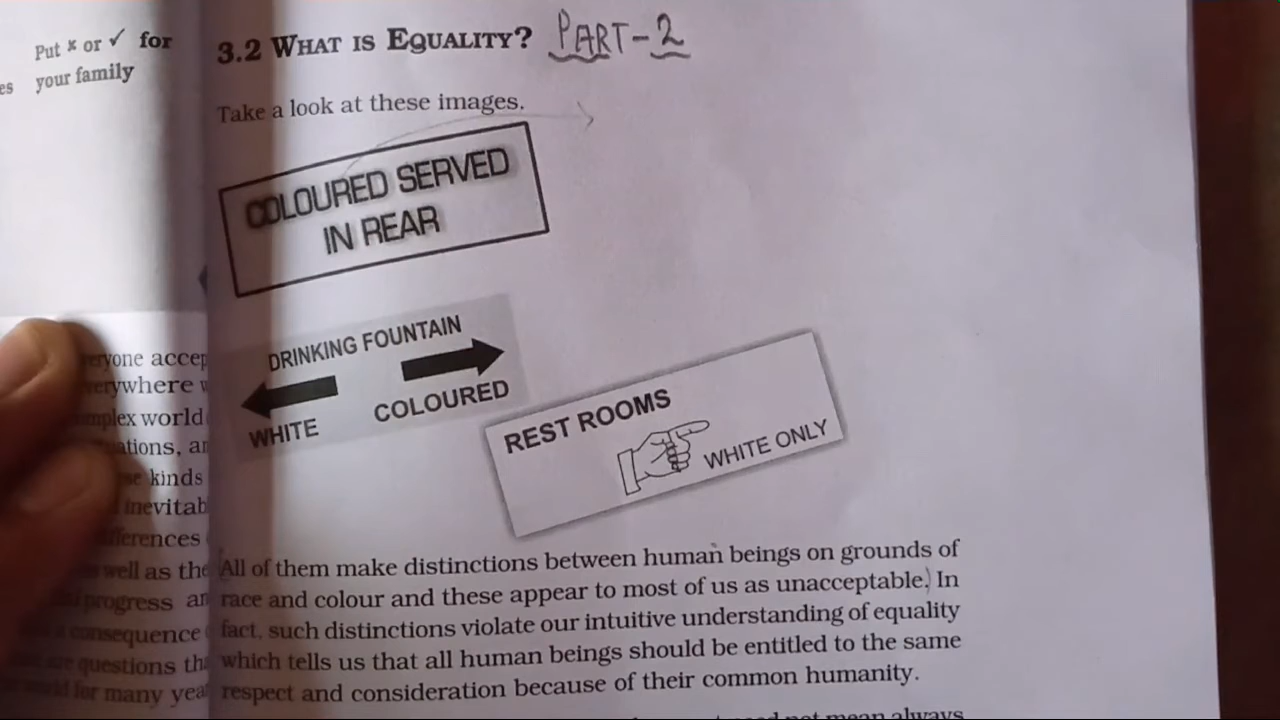 Put × or ✓ for
es your family
3.2 WHAT IS EQUALITY? PART-2
Take a look at these images.
COLOURED SERVED
IN REAR
DRINKING FOUNTAIN
WHITE COLOURED
REST ROOMS
WHITE ONLY
eryone accep
erywhere
mplex world
ations, an
kinds
inevitab
fferences
well as the
progress an
consequence
are questions tha
world for many yea
All of them make distinctions between human beings on grounds of
race and colour and these appear to most of us as unacceptable.) In
fact, such distinctions violate our intuitive understanding of equality
which tells us that all human beings should be entitled to the same
respect and consideration because of their common humanity.
not mean always